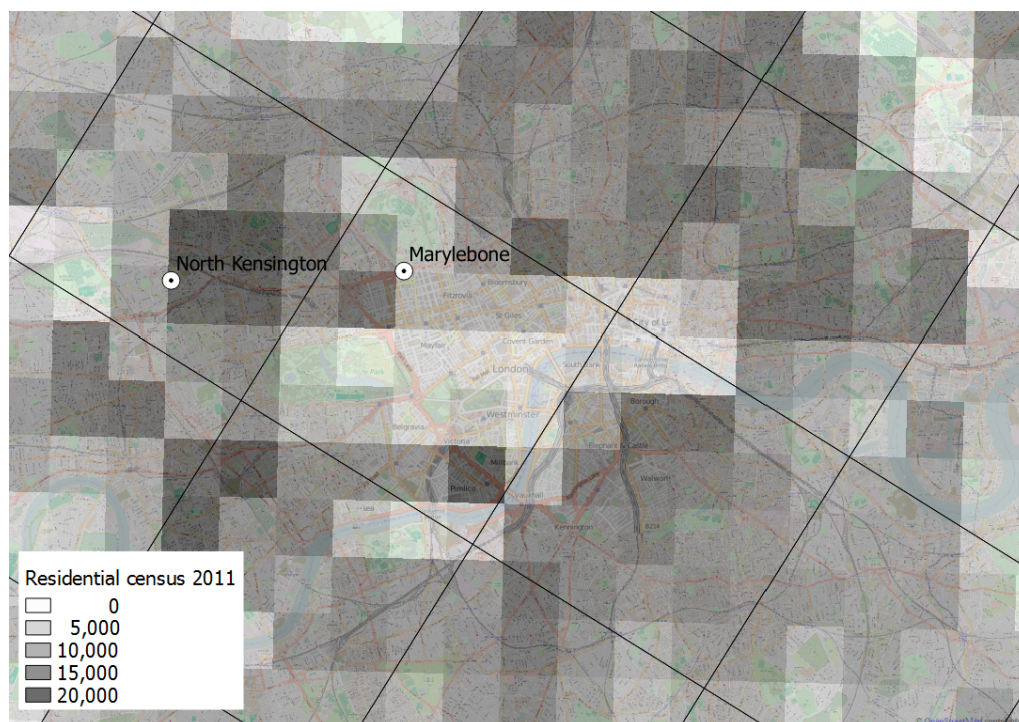 North Kensington
Marylebone
Bloomsbury
Fitzrovia
St Giles
City of L
Mayfair
Covent Garden
London
South Bank
Borough
Westminster
Belgravia
Victoria
Elephant & Castle
Millbank
Walworth
Pimlico
Vauxhall
Kennington
B214
Residential census 2011
0
5,000
10,000
15,000
20,000